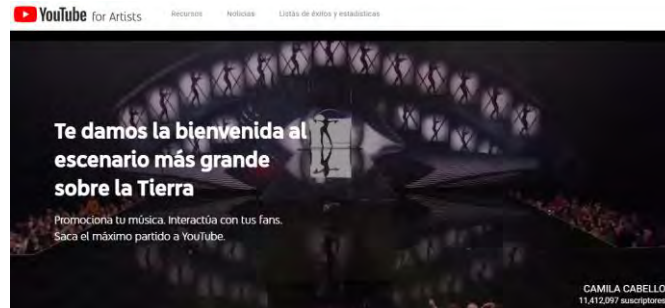 YouTube for Artists
Recursos Noticias Listas de éxitos y estadísticas
Te damos la bienvenida al
escenario más grande
sobre la Tierra
Promociona tu música. Interactúa con tus fans.
Saca el máximo partido a YouTube.
CAMILA CABELLO
11,412,097 suscriptores